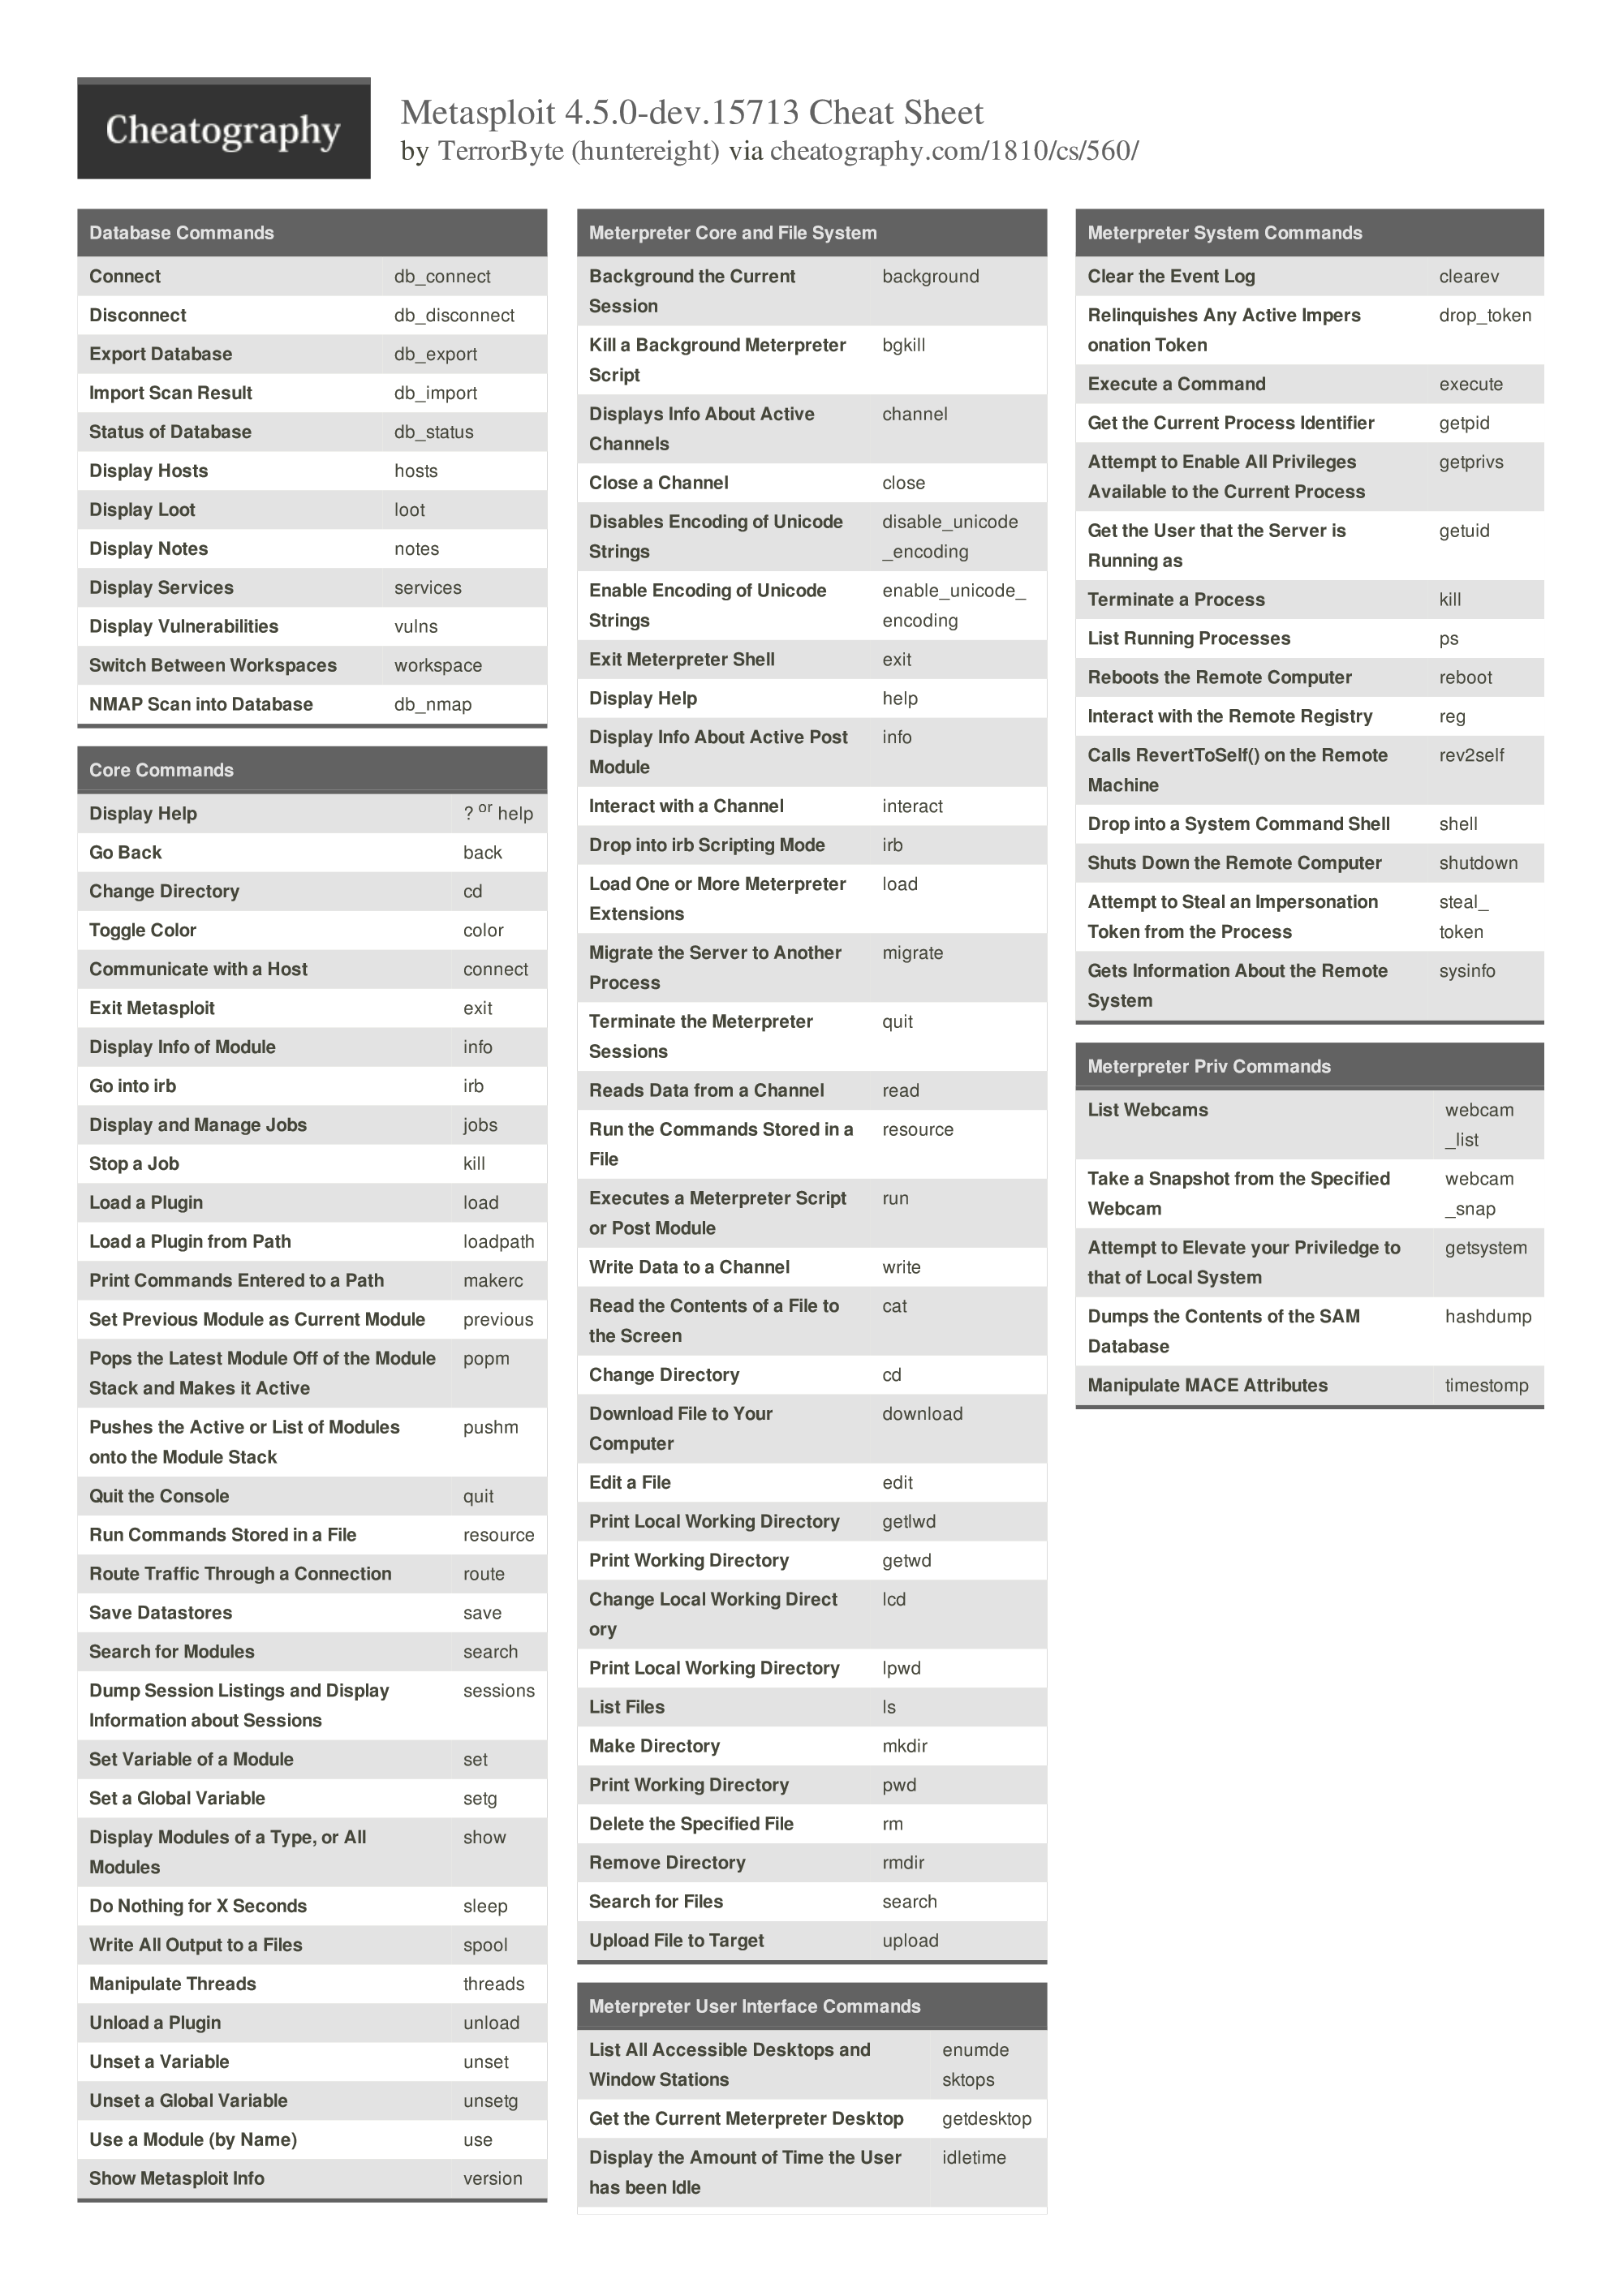 Cheatography
Metasploit 4.5.0-dev.15713 Cheat Sheet
by TerrorByte (huntereight) via cheatography.com/1810/cs/560/
Database Commands
Connect db_connect
Disconnect db_disconnect
Export Database db_export
Import Scan Result db_import
Status of Database db_status
Display Hosts hosts
Display Loot loot
Display Notes notes
Display Services services
Display Vulnerabilities vulns
Switch Between Workspaces workspace
NMAP Scan into Database db_nmap
Core Commands
Display Help ? or help
Go Back back
Change Directory cd
Toggle Color color
Communicate with a Host connect
Exit Metasploit exit
Display Info of Module info
Go into irb irb
Display and Manage Jobs jobs
Stop a Job kill
Load a Plugin load
Load a Plugin from Path loadpath
Print Commands Entered to a Path makerc
Set Previous Module as Current Module previous
Pops the Latest Module Off of the Module popm
Stack and Makes it Active
Pushes the Active or List of Modules pushm
onto the Module Stack
Quit the Console quit
Run Commands Stored in a File resource
Route Traffic Through a Connection route
Save Datastores save
Search for Modules search
Dump Session Listings and Display sessions
Information about Sessions
Set Variable of a Module set
Set a Global Variable setg
Display Modules of a Type, or All show
Modules
Do Nothing for X Seconds sleep
Write All Output to a Files spool
Manipulate Threads threads
Unload a Plugin unload
Unset a Variable unset
Unset a Global Variable unsetg
Use a Module (by Name) use
Show Metasploit Info version
Meterpreter Core and File System
Background the Current background
Session
Kill a Background Meterpreter bgkill
Script
Displays Info About Active channel
Channels
Close a Channel close
Disables Encoding of Unicode disable_unicode
Strings _encoding
Enable Encoding of Unicode enable_unicode_
Strings encoding
Exit Meterpreter Shell exit
Display Help help
Display Info About Active Post info
Module
Interact with a Channel interact
Drop into irb Scripting Mode irb
Load One or More Meterpreter load
Extensions
Migrate the Server to Another migrate
Process
Terminate the Meterpreter quit
Sessions
Reads Data from a Channel read
Run the Commands Stored in a resource
File
Executes a Meterpreter Script run
or Post Module
Write Data to a Channel write
Read the Contents of a File to cat
the Screen
Change Directory cd
Download File to Your download
Computer
Edit a File edit
Print Local Working Directory getlwd
Print Working Directory getwd
Change Local Working Direct lcd
ory
Print Local Working Directory lpwd
List Files ls
Make Directory mkdir
Print Working Directory pwd
Delete the Specified File rm
Remove Directory rmdir
Search for Files search
Upload File to Target upload
Meterpreter User Interface Commands
List All Accessible Desktops and enumde
Window Stations sktops
Get the Current Meterpreter Desktop getdesktop
Display the Amount of Time the User idletime
has been Idle
Meterpreter System Commands
Clear the Event Log clearev
Relinquishes Any Active Impers drop_token
onation Token
Execute a Command execute
Get the Current Process Identifier getpid
Attempt to Enable All Privileges getprivs
Available to the Current Process
Get the User that the Server is getuid
Running as
Terminate a Process kill
List Running Processes ps
Reboots the Remote Computer reboot
Interact with the Remote Registry reg
Calls RevertToSelf() on the Remote rev2self
Machine
Drop into a System Command Shell shell
Shuts Down the Remote Computer shutdown
Attempt to Steal an Impersonation steal_
Token from the Process token
Gets Information About the Remote sysinfo
System
Meterpreter Priv Commands
List Webcams webcam
_list
Take a Snapshot from the Specified webcam
Webcam _snap
Attempt to Elevate your Priviledge to getsystem
that of Local System
Dumps the Contents of the SAM hashdump
Database
Manipulate MACE Attributes timestomp